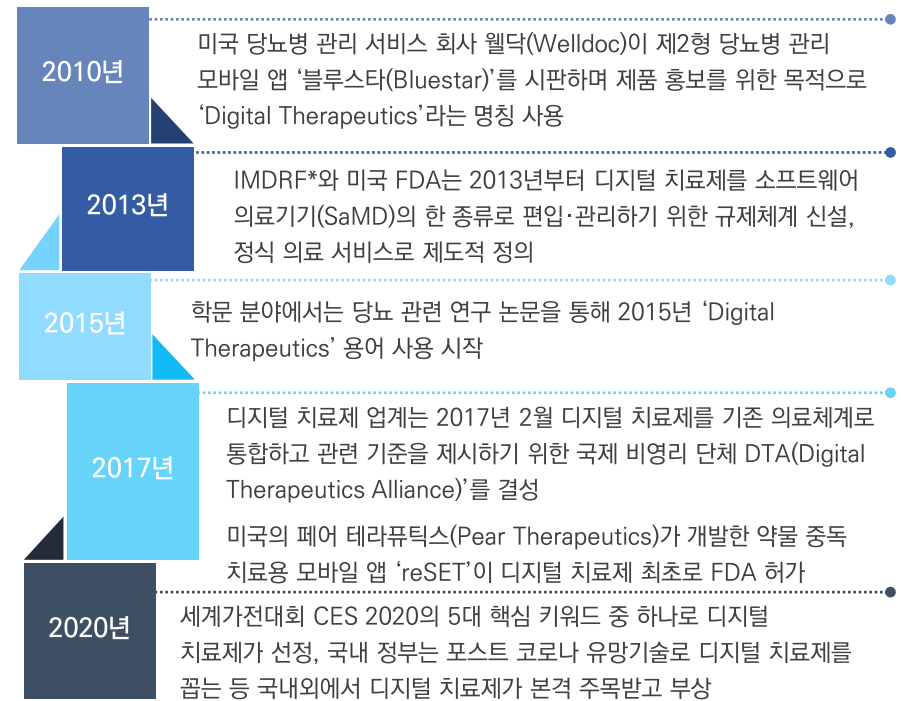 2010년
미국 당뇨병 관리 서비스 회사 웰닥(Welldoc)이 제2형 당뇨병 관리
모바일 앱 ‘블루스타(Bluestar)’를 시판하며 제품 홍보를 위한 목적으로
‘Digital Therapeutics’라는 명칭 사용
2013년
IMDRF*와 미국 FDA는 2013년부터 디지털 치료제를 소프트웨어
의료기기(SaMD)의 한 종류로 편입·관리하기 위한 규제체계 신설,
정식 의료 서비스로 제도적 정의
2015년
학문 분야에서는 당뇨 관련 연구 논문을 통해 2015년 ‘Digital
Therapeutics’ 용어 사용 시작
2017년
디지털 치료제 업계는 2017년 2월 디지털 치료제를 기존 의료체계로
통합하고 관련 기준을 제시하기 위한 국제 비영리 단체 DTA(Digital
Therapeutics Alliance)’를 결성
미국의 페어 테라퓨틱스(Pear Therapeutics)가 개발한 약물 중독
치료용 모바일 앱 ‘reSET’이 디지털 치료제 최초로 FDA 허가
2020년
세계가전대회 CES 2020의 5대 핵심 키워드 중 하나로 디지털
치료제가 선정, 국내 정부는 포스트 코로나 유망기술로 디지털 치료제를
꼽는 등 국내외에서 디지털 치료제가 본격 주목받고 부상